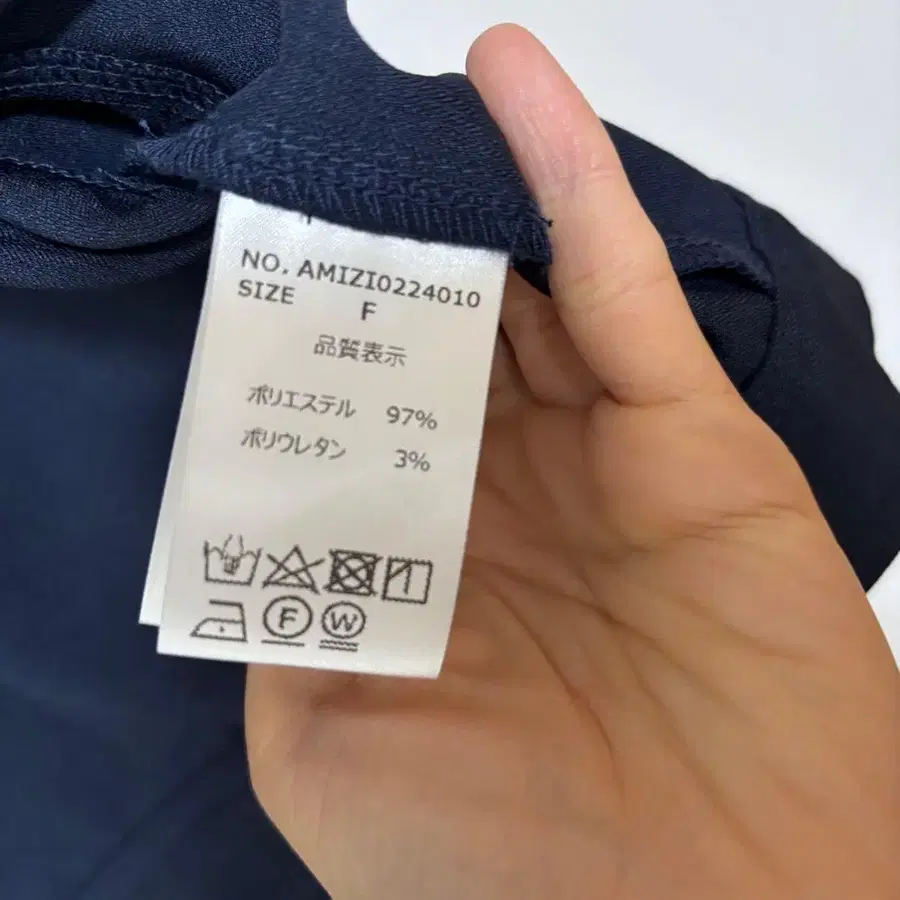 NO. AMIZI0224010
SIZE F
品質表示
ポリエステル 97%
ポリウレタン 3%
F W